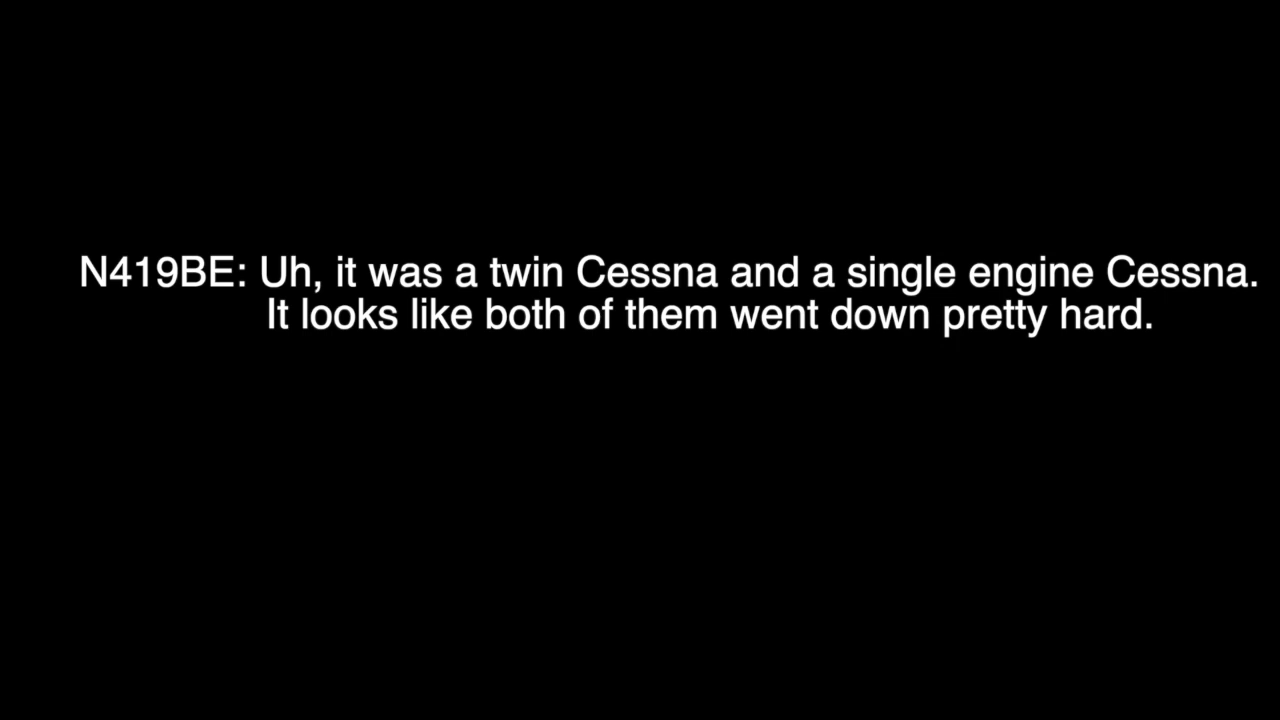 N419BE: Uh, it was a twin Cessna and a single engine Cessna.
It looks like both of them went down pretty hard.